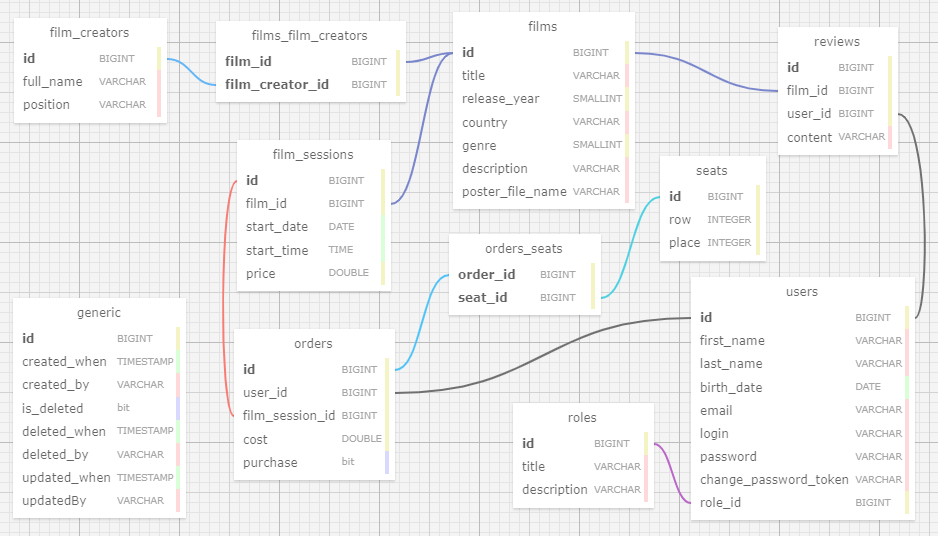 film_creators
id BIGINT
full_name VARCHAR
position VARCHAR
films_film_creators
film_id BIGINT
film_creator_id BIGINT
films
id BIGINT
title VARCHAR
release_year SMALLINT
country VARCHAR
genre SMALLINT
description VARCHAR
poster_file_name VARCHAR
reviews
id BIGINT
film_id BIGINT
user_id BIGINT
content VARCHAR
film_sessions
id BIGINT
film_id BIGINT
start_date DATE
start_time TIME
price DOUBLE
seats
id BIGINT
row INTEGER
place INTEGER
orders_seats
order_id BIGINT
seat_id BIGINT
generic
id BIGINT
created_when TIMESTAMP
created_by VARCHAR
is_deleted bit
deleted_when TIMESTAMP
deleted_by VARCHAR
updated_when TIMESTAMP
updatedBy VARCHAR
orders
id BIGINT
user_id BIGINT
film_session_id BIGINT
cost DOUBLE
purchase bit
roles
id BIGINT
title VARCHAR
description VARCHAR
users
id BIGINT
first_name VARCHAR
last_name VARCHAR
birth_date DATE
email VARCHAR
login VARCHAR
password VARCHAR
change_password_token VARCHAR
role_id BIGINT